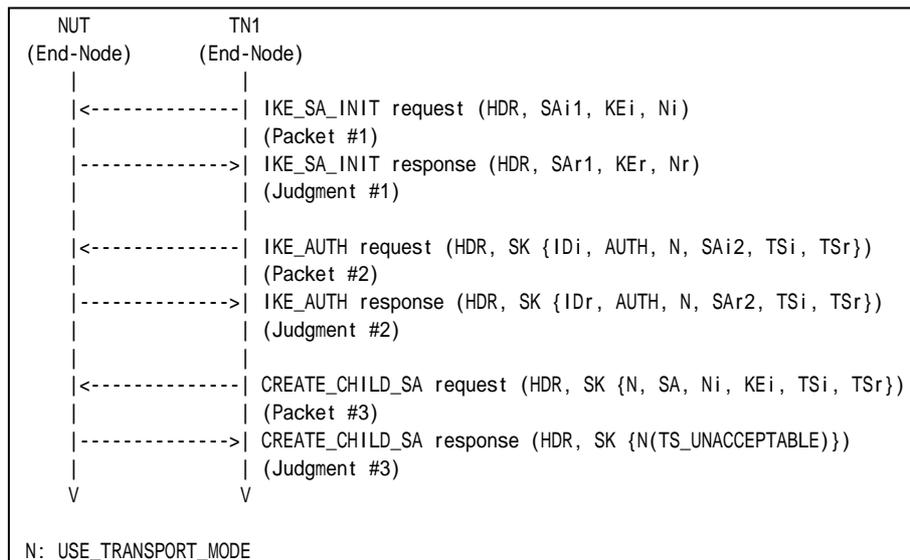 NUT TN1
(End-Node) (End-Node)
| |
|<--------------| IKE_SA_INIT request (HDR, SAi1, KEi, Ni)
| | (Packet #1)
|-------------->| IKE_SA_INIT response (HDR, SAr1, KEr, Nr)
| | (Judgment #1)
| |
|<--------------| IKE_AUTH request (HDR, SK {IDi, AUTH, N, SAi2, TSi, TSr})
| | (Packet #2)
|-------------->| IKE_AUTH response (HDR, SK {IDr, AUTH, N, SAr2, TSi, TSr})
| | (Judgment #2)
| |
|<--------------| CREATE_CHILD_SA request (HDR, SK {N, SA, Ni, KEi, TSi, TSr})
| | (Packet #3)
|-------------->| CREATE_CHILD_SA response (HDR, SK {N(TS_UNACCEPTABLE)})
| | (Judgment #3)
V V
N: USE_TRANSPORT_MODE